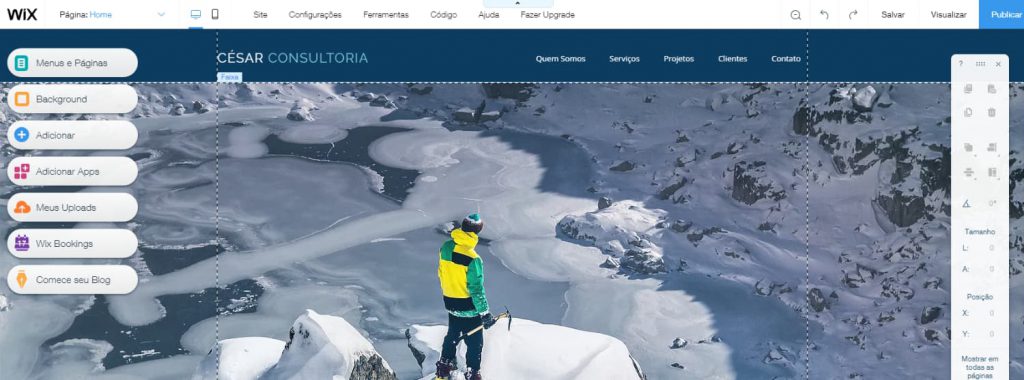 WiX
Página: Home
Site
Configurações
Ferramentas
Código
Ajuda
Fazer Upgrade
Salvar
Visualizar
Publicar
CÉSAR CONSULTORIA
Quem Somos
Serviços
Projetos
Clientes
Contato
Faixa
Menus e Páginas
Background
Adicionar
Adicionar Apps
Meus Uploads
17
Wix Bookings
Comece seu Blog
?
0°
Tamanho
L: 0
A: 0
Posição
X: 0
Y: 0
Mostrar em
todas as
páginas